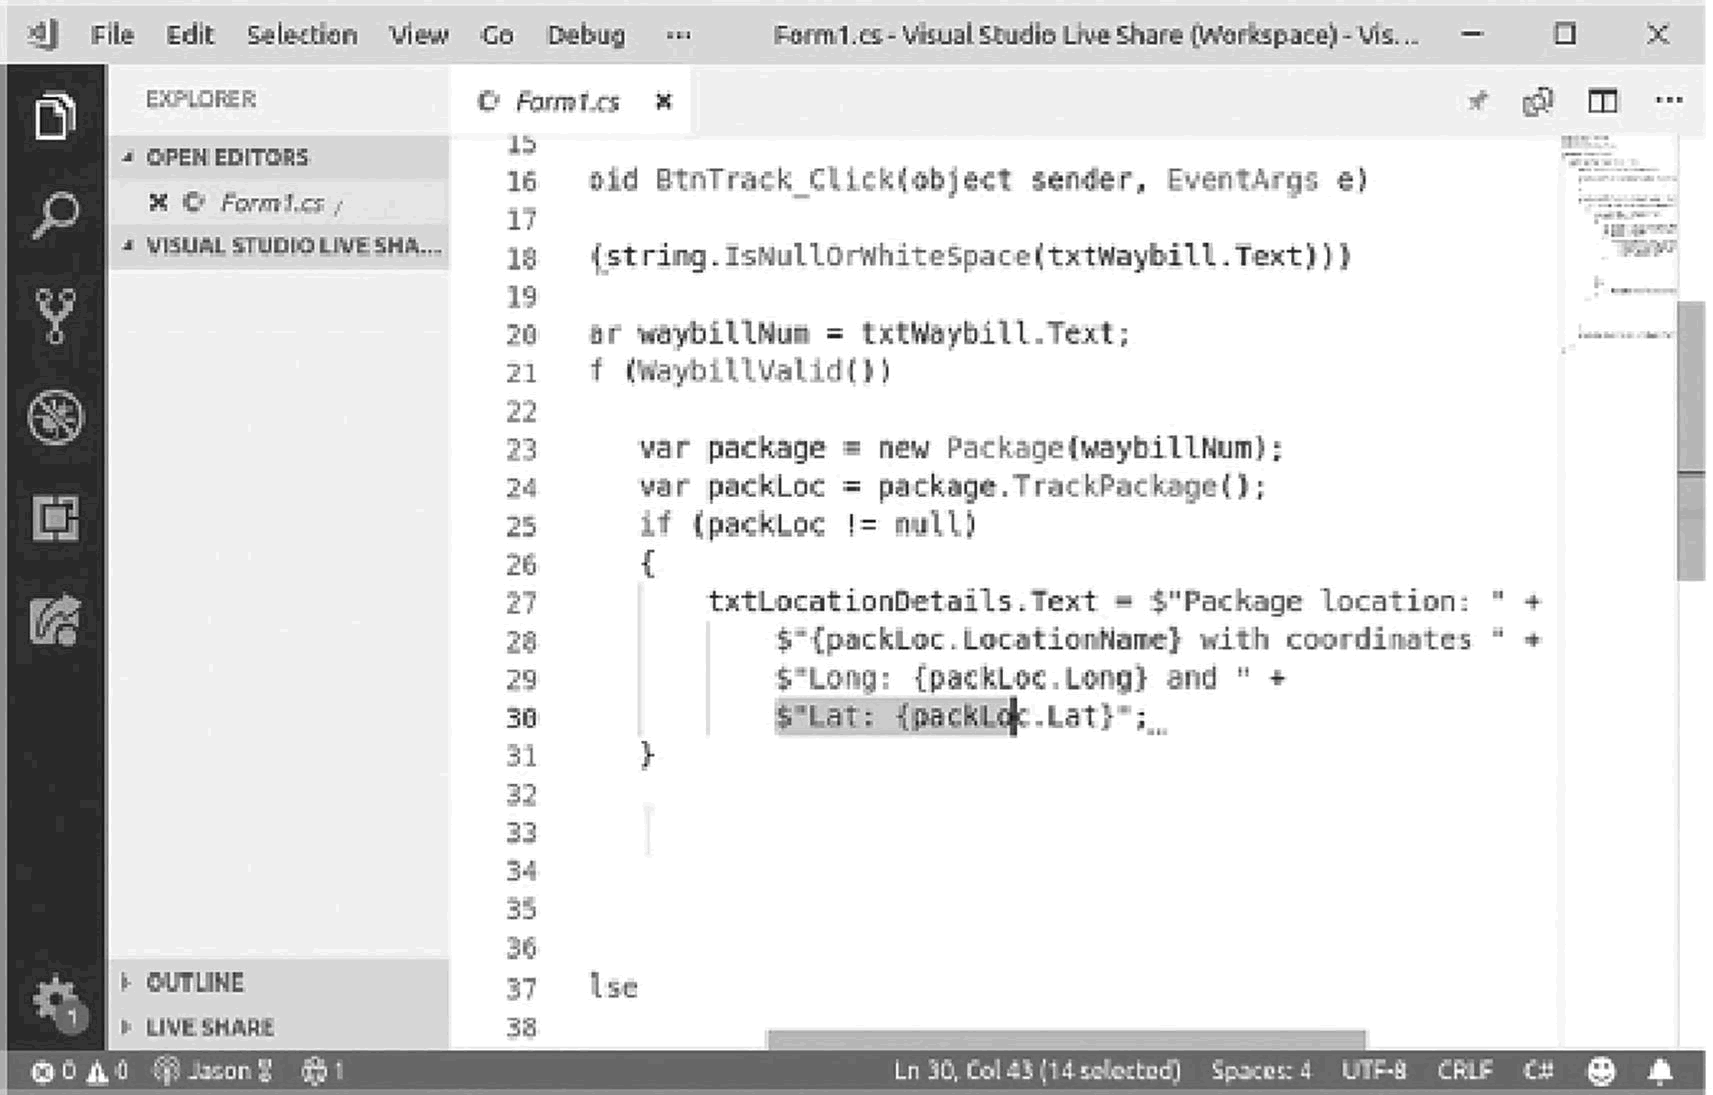 File Edit Selection View Go Debug ··· Form1.cs - Visual Studio Live Share (Workspace) - Vis...
EXPLORER
OPEN EDITORS
Form1.cs /
VISUAL STUDIO LIVE SHA...
OUTLINE
LIVE SHARE
Form1.cs
15
16 oid BtnTrack_Click(object sender, EventArgs e)
17
18 (string.IsNullOrWhiteSpace(txtWaybill.Text)))
19
20 ar waybillNum = txtWaybill.Text;
21 f (WaybillValid())
22
23 var package = new Package(waybillNum);
24 var packLoc = package.TrackPackage();
25 if (packLoc != null)
26 {
27 txtLocationDetails.Text = $"Package location: " +
28 $"{packLoc.LocationName} with coordinates " +
29 $"Long: {packLoc.Long} and " +
30 $"Lat: {packLoc.Lat}";
31 }
32
33
34
35
36
37 lse
38
1
0 0 Jason 1 Ln 30, Col 43 (14 selected) Spaces: 4 UTF-8 CRLF C#